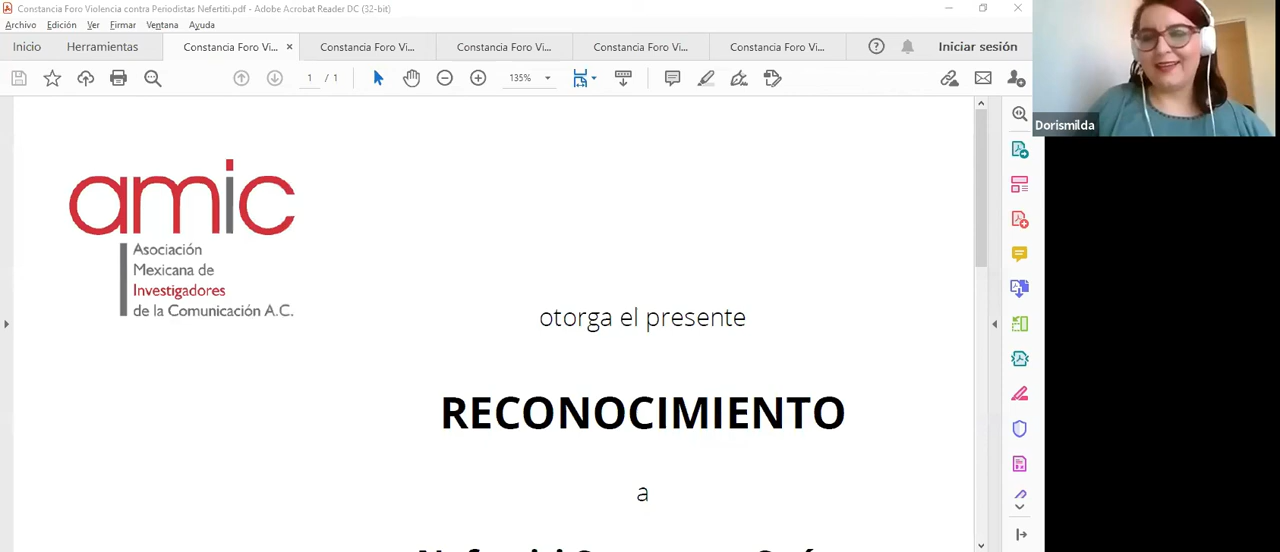 Constancia Foro Violencia contra Periodistas Nefertiti.pdf - Adobe Acrobat Reader DC (32-bit)
Archivo Edición Ver Firmar Ventana Ayuda
Inicio Herramientas Constancia Foro Vi... × Constancia Foro Vi... Constancia Foro Vi... Constancia Foro Vi... Constancia Foro Vi... Iniciar sesión
1 / 1 135%
Dorismilda
amic
Asociación
Mexicana de
Investigadores
de la Comunicación A.C.
otorga el presente
RECONOCIMIENTO
a